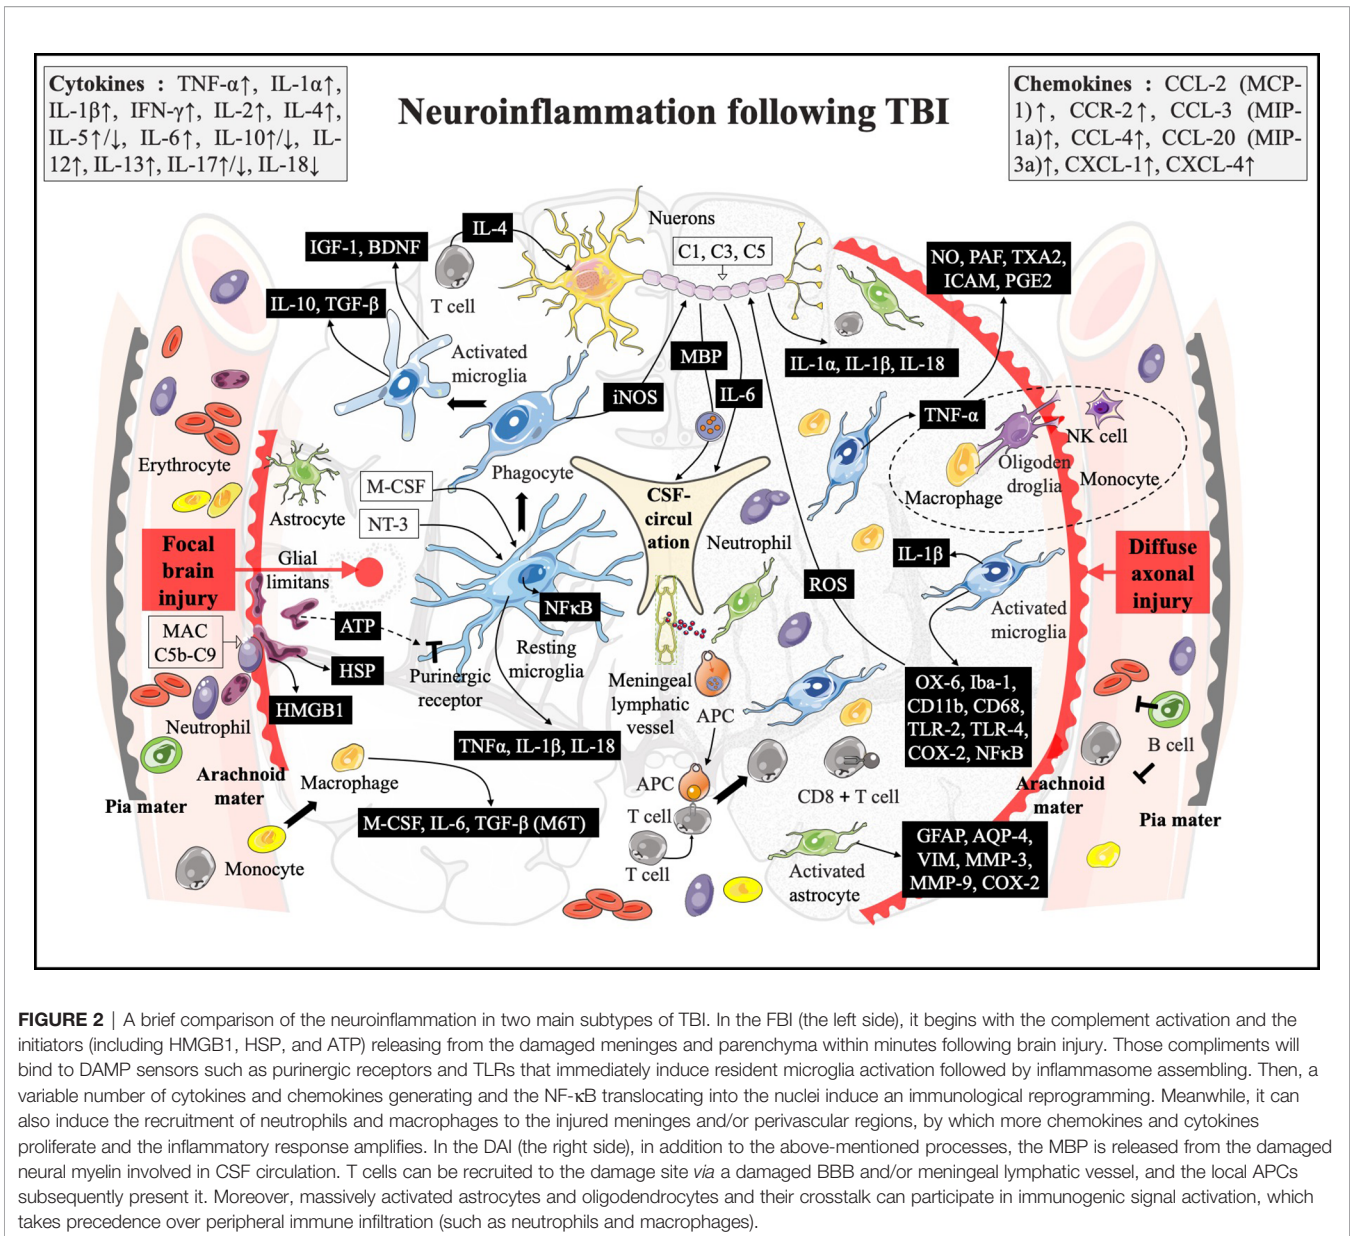 Cytokines : TNF-α↑, IL-1α↑,
IL-1β↑, IFN-γ↑, IL-2↑, IL-4↑,
IL-5↑/↓, IL-6↑, IL-10↑/↓, IL-
12↑, IL-13↑, IL-17↑/↓, IL-18↓
Neuroinflammation following TBI
Chemokines : CCL-2 (MCP-
1)↑, CCR-2↑, CCL-3 (MIP-
1a)↑, CCL-4↑, CCL-20 (MIP-
3a)↑, CXCL-1↑, CXCL-4↑
IGF-1, BDNF
IL-4
Nuerons
C1, C3, C5
NO, PAF, TXA2,
ICAM, PGE2
T cell
IL-10, TGF-β
Activated
microglia
MBP
IL-1α, IL-1β, IL-18
iNOS
IL-6
TNF-α
NK cell
Oligoden
droglia
Macrophage
Monocyte
Erythrocyte
Phagocyte
M-CSF
Astrocyte
NT-3
CSF-
circul
ation
Neutrophil
IL-1β
Focal
brain
injury
Glial
limitans
Diffuse
axonal
injury
ROS
NFκB
Activated
microglia
MAC
C5b-C9
ATP
HSP
Purinergic
receptor
Resting
microglia
Meningeal
lymphatic
vessel
APC
HMGB1
Neutrophil
OX-6, Iba-1,
CD11b, CD68,
TLR-2, TLR-4,
COX-2, NFκB
B cell
TNFα, IL-1β, IL-18
Arachnoid
mater
Macrophage
APC
CD8 + T cell
Arachnoid
mater
Pia mater
Pia mater
M-CSF, IL-6, TGF-β (M6T)
T cell
GFAP, AQP-4,
VIM, MMP-3,
MMP-9, COX-2
Monocyte
T cell
Activated
astrocyte
FIGURE 2 | A brief comparison of the neuroinflammation in two main subtypes of TBI. In the FBI (the left side), it begins with the complement activation and the
initiators (including HMGB1, HSP, and ATP) releasing from the damaged meninges and parenchyma within minutes following brain injury. Those compliments will
bind to DAMP sensors such as purinergic receptors and TLRs that immediately induce resident microglia activation followed by inflammasome assembling. Then, a
variable number of cytokines and chemokines generating and the NF-κB translocating into the nuclei induce an immunological reprogramming. Meanwhile, it can
also induce the recruitment of neutrophils and macrophages to the injured meninges and/or perivascular regions, by which more chemokines and cytokines
proliferate and the inflammatory response amplifies. In the DAI (the right side), in addition to the above-mentioned processes, the MBP is released from the damaged
neural myelin involved in CSF circulation. T cells can be recruited to the damage site via a damaged BBB and/or meningeal lymphatic vessel, and the local APCs
subsequently present it. Moreover, massively activated astrocytes and oligodendrocytes and their crosstalk can participate in immunogenic signal activation, which
takes precedence over peripheral immune infiltration (such as neutrophils and macrophages).